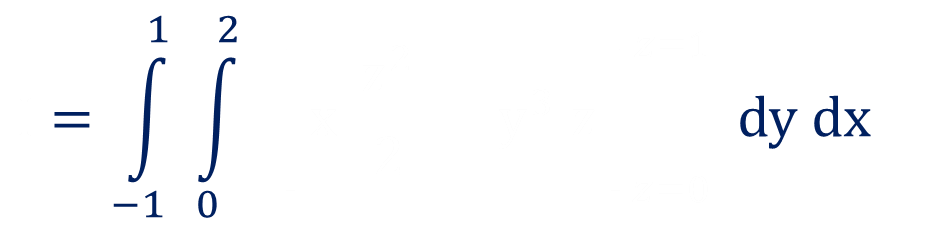 = ∫_{−1}^{1} ∫_{0}^{2} dy dx